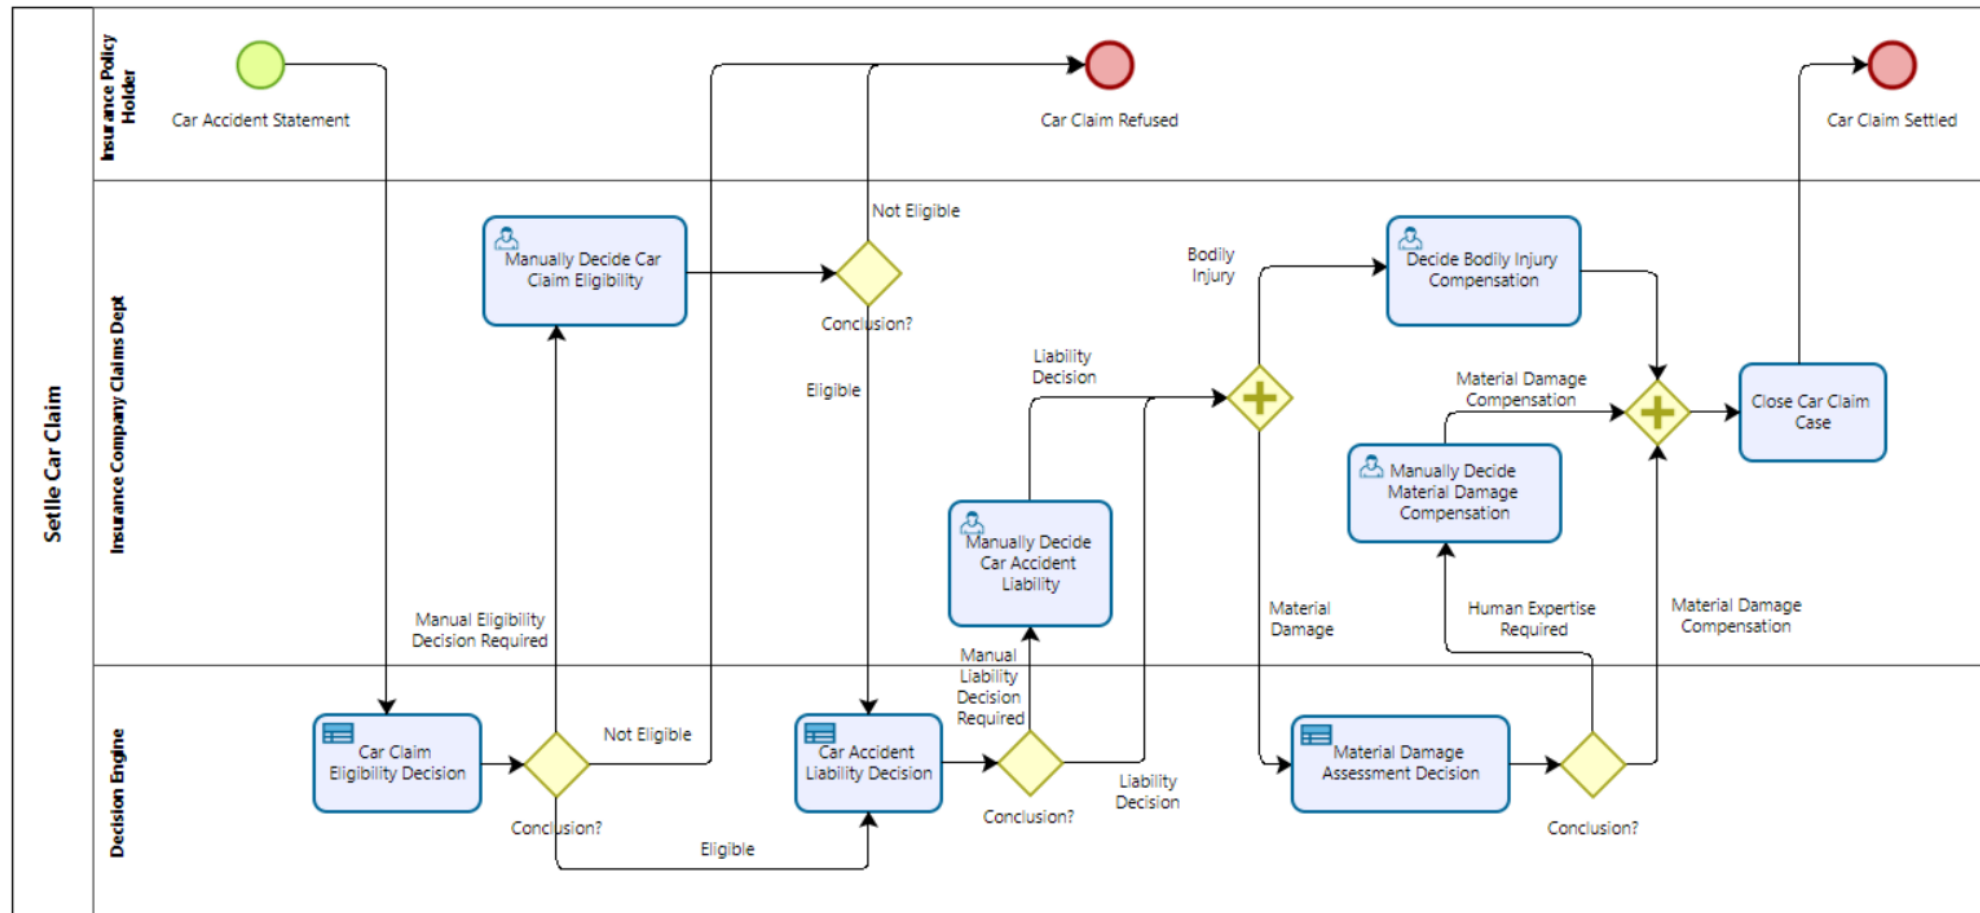 Setlle Car Claim
Insurance Policy
Holder
Car Accident Statement
Car Claim Refused
Car Claim Settled
Insurance Company Claims Dept
Manually Decide Car
Claim Eligibility
Not Eligible
Conclusion?
Eligible
Bodily
Injury
Decide Bodily Injury
Compensation
Liability
Decision
Material Damage
Compensation
Close Car Claim
Case
Manually Decide
Material Damage
Compensation
Manually Decide
Car Accident
Liability
Manual Eligibility
Decision Required
Material
Damage
Human Expertise
Required
Material Damage
Compensation
Manual
Liability
Decision
Required
Decision Engine
Car Claim
Eligibility Decision
Not Eligible
Conclusion?
Eligible
Car Accident
Liability Decision
Conclusion?
Liability
Decision
Material Damage
Assessment Decision
Conclusion?